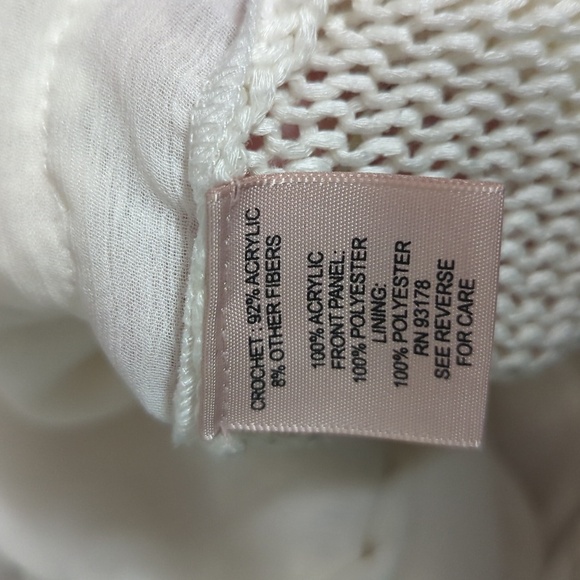 CROCHET . 92% ACRYLIC
8% OTHER FIBERS
100% ACRYLIC
FRONT PANEL:
100% POLYESTER
LINING:
100% POLYESTER
RN 93178
SEE REVERSE
FOR CARE